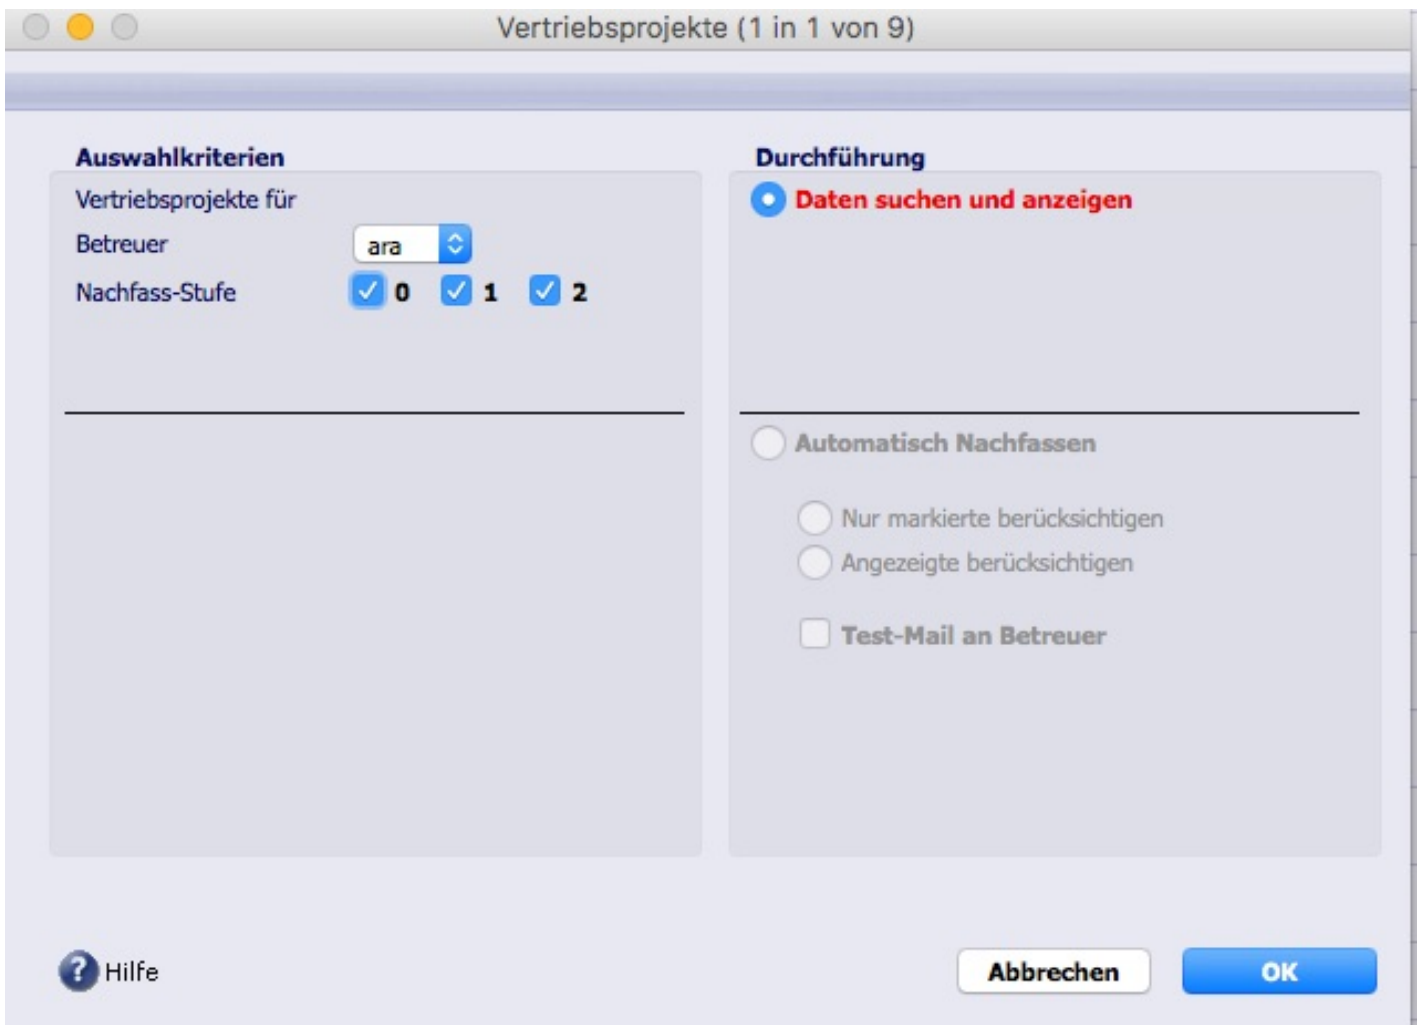 Vertriebsprojekte (1 in 1 von 9)
Auswahlkriterien
Vertriebsprojekte für
Betreuer ara
Nachfass-Stufe 0 1 2
Durchführung
Daten suchen und anzeigen
Automatisch Nachfassen
Nur markierte berücksichtigen
Angezeigte berücksichtigen
Test-Mail an Betreuer
? Hilfe
Abbrechen
OK